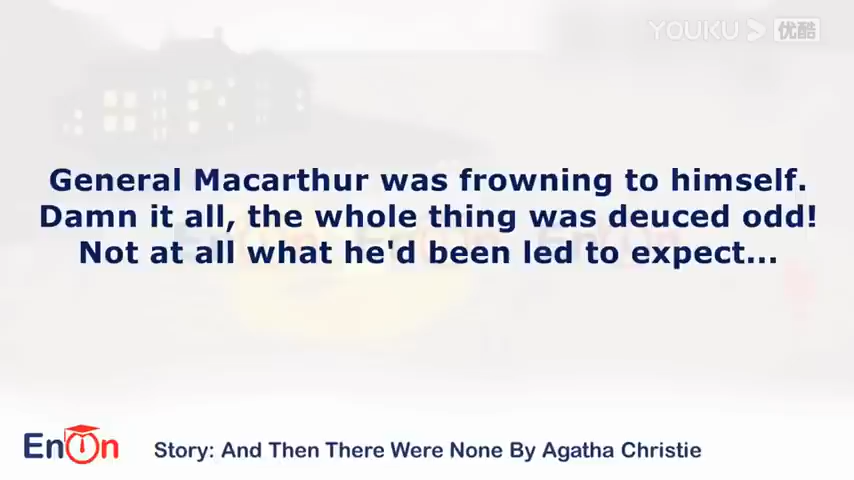 YOUKU 优酷
General Macarthur was frowning to himself.
Damn it all, the whole thing was deuced odd!
Not at all what he'd been led to expect...
EnOn
Story: And Then There Were None By Agatha Christie